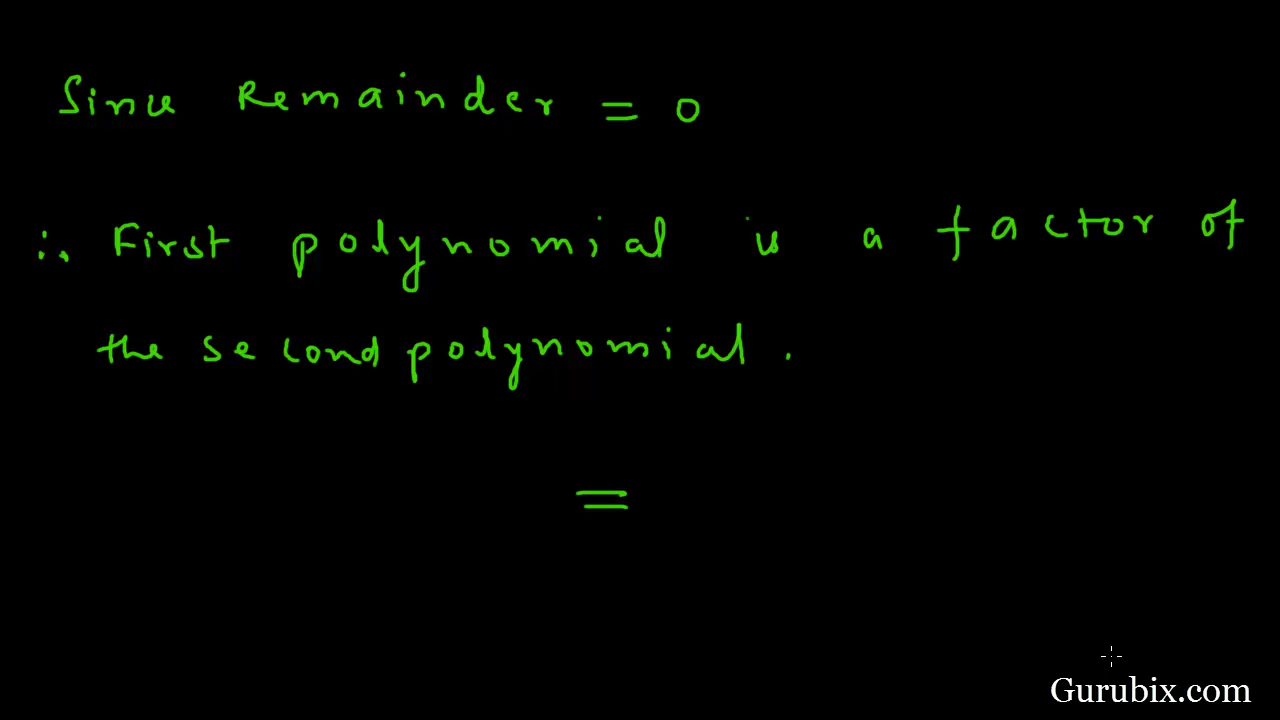 Since Remainder = 0
∴ First polynomial is a factor of
the second polynomial.
Gurubix.com